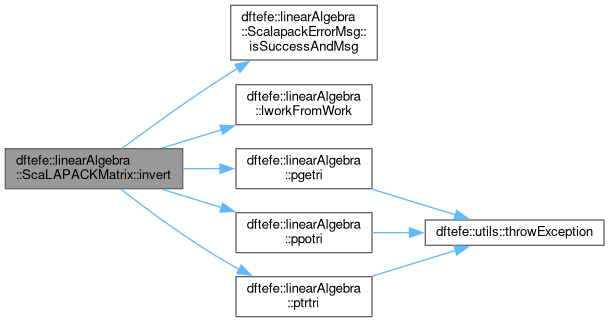 dftefe::linearAlgebra
::ScaLAPACKMatrix::invert
dftefe::linearAlgebra
::ScalapackErrorMsg::
isSuccessAndMsg
dftefe::linearAlgebra
::lworkFromWork
dftefe::linearAlgebra
::pgetri
dftefe::linearAlgebra
::ppotri
dftefe::linearAlgebra
::ptrtri
dftefe::utils::throwException